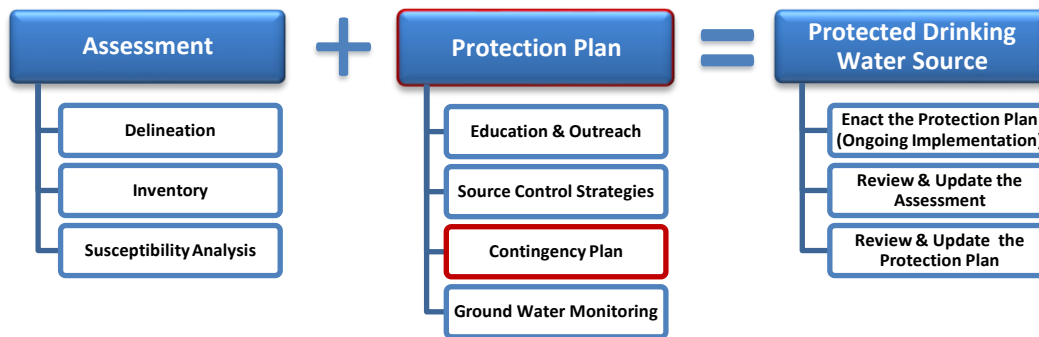 Assessment
+
Protection Plan
=
Protected Drinking
Water Source
Delineation
Inventory
Susceptibility Analysis
Education & Outreach
Source Control Strategies
Contingency Plan
Ground Water Monitoring
Enact the Protection Plan
(Ongoing Implementation)
Review & Update the
Assessment
Review & Update the
Protection Plan